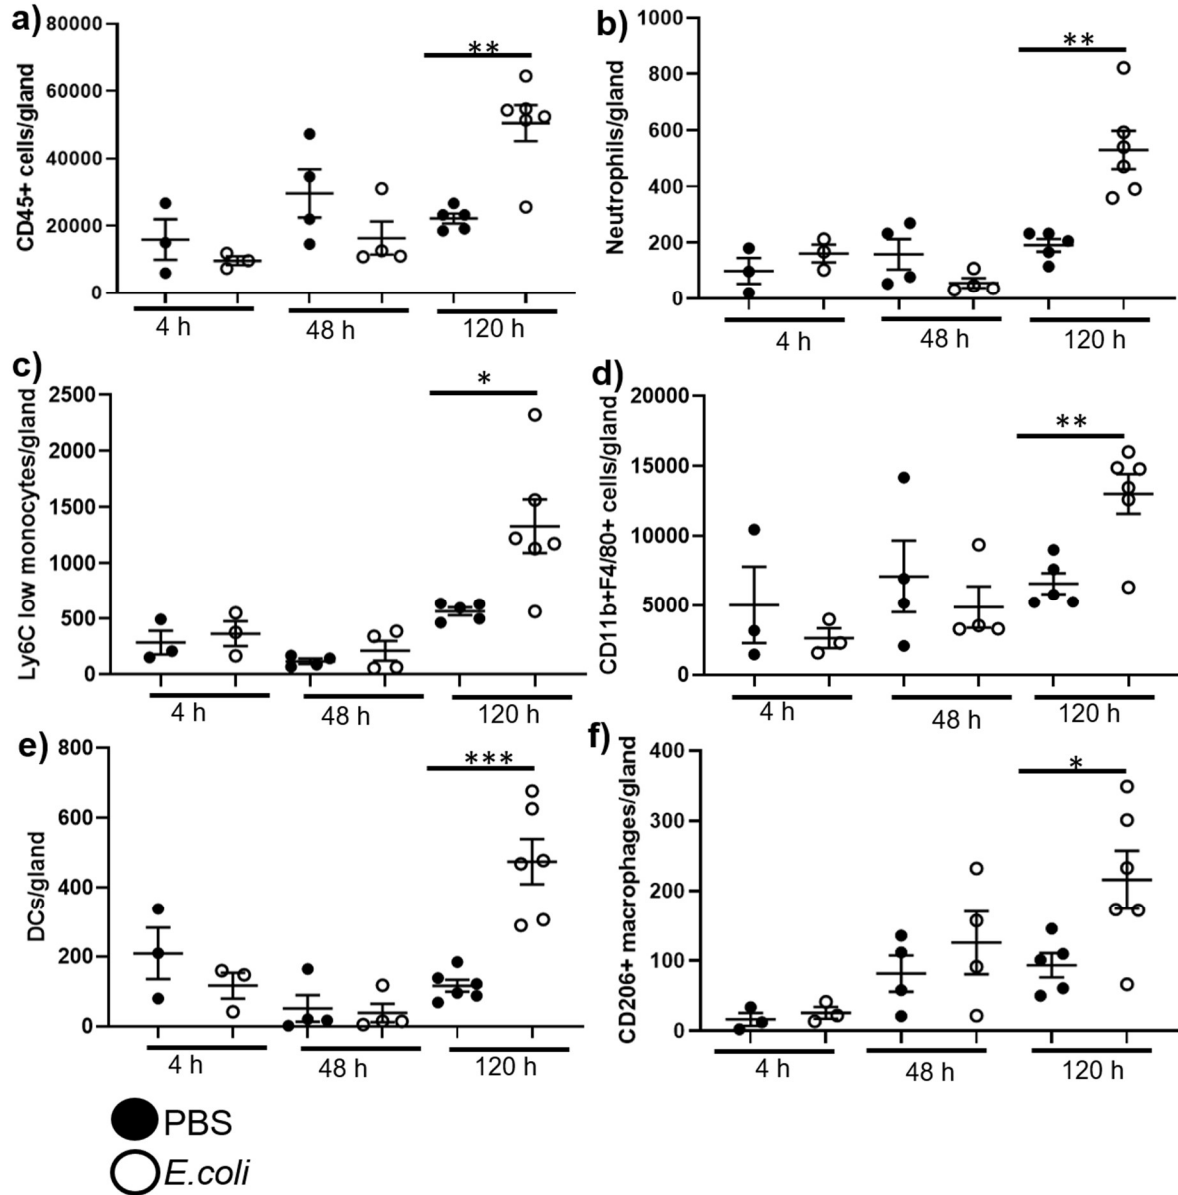 a)
CD45+ cells/gland
80000
60000
40000
20000
0
**
4 h
48 h
120 h
b)
Neutrophils/gland
1000
800
600
400
200
0
**
4 h
48 h
120 h
c)
Ly6C low monocytes/gland
2500
2000
1500
1000
500
0
*
4 h
48 h
120 h
d)
CD11b+F4/80+ cells/gland
20000
15000
10000
5000
0
**
4 h
48 h
120 h
e)
DCs/gland
800
600
400
200
0
***
4 h
48 h
120 h
f)
CD206+ macrophages/gland
400
300
200
100
0
*
4 h
48 h
120 h
PBS
E.coli